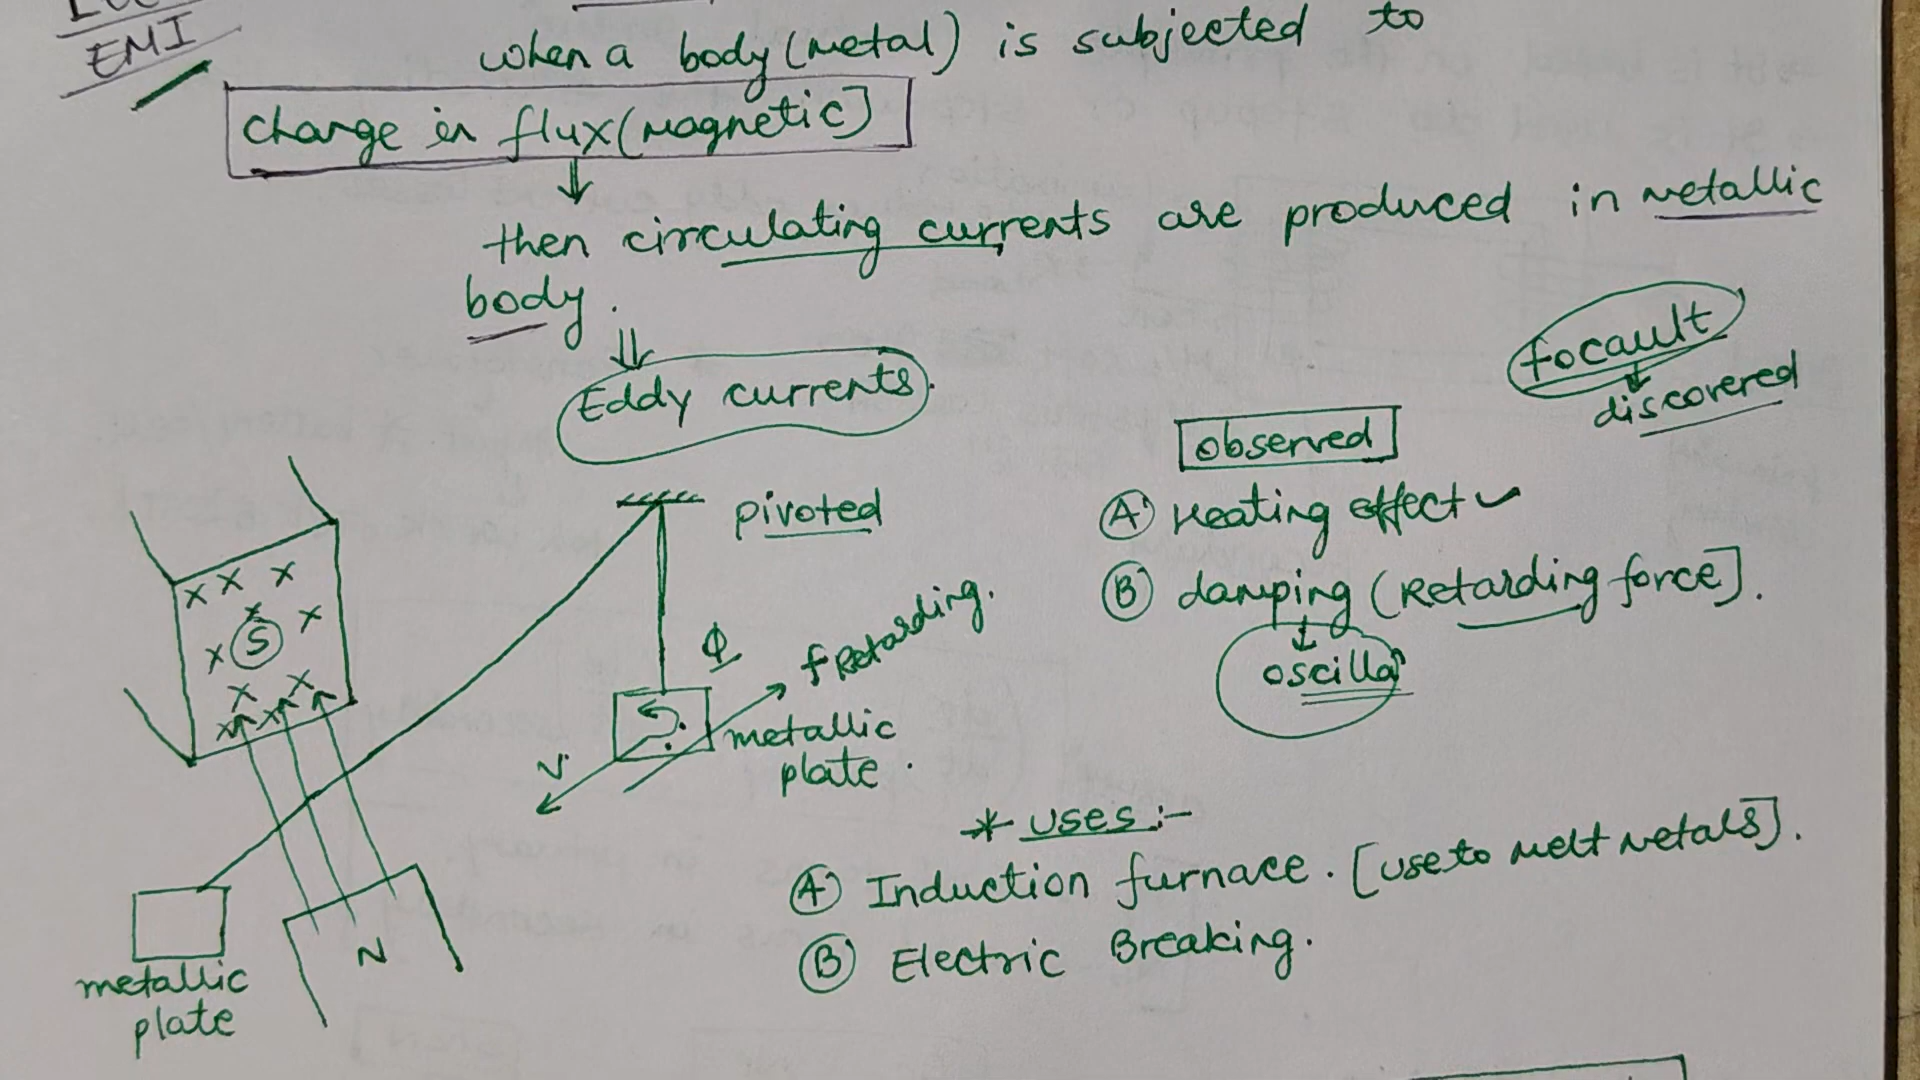 EMI
when a body (metal) is subjected to
change in flux (magnetic]
then circulating currents are produced in metallic
body.
Eddy currents.
focault
discovered
observed
A Heating effect
B damping (Retarding force].
oscilla
pivoted
x x x
x x
x S
x x
x x
ϕ
f Retarding.
V
metallic
plate.
* uses :-
A Induction furnace. [use to melt metals].
B Electric Breaking.
N
metallic
plate